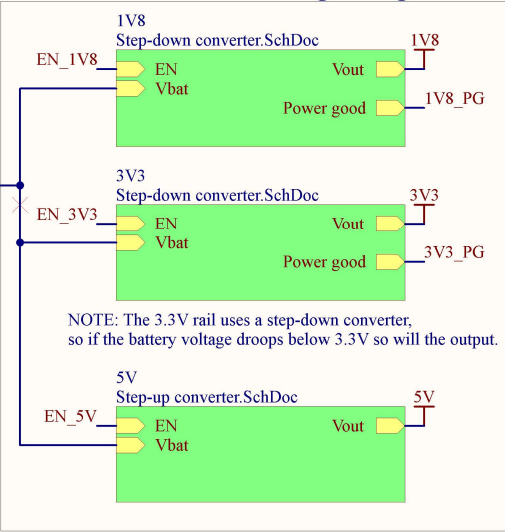 1V8
Step-down converter.SchDoc
1V8
EN_1V8
EN
Vout
Vbat
Power good
1V8_PG
3V3
Step-down converter.SchDoc
3V3
EN_3V3
EN
Vout
Vbat
Power good
3V3_PG
NOTE: The 3.3V rail uses a step-down converter,
so if the battery voltage droops below 3.3V so will the output.
5V
Step-up converter.SchDoc
5V
EN_5V
EN
Vout
Vbat